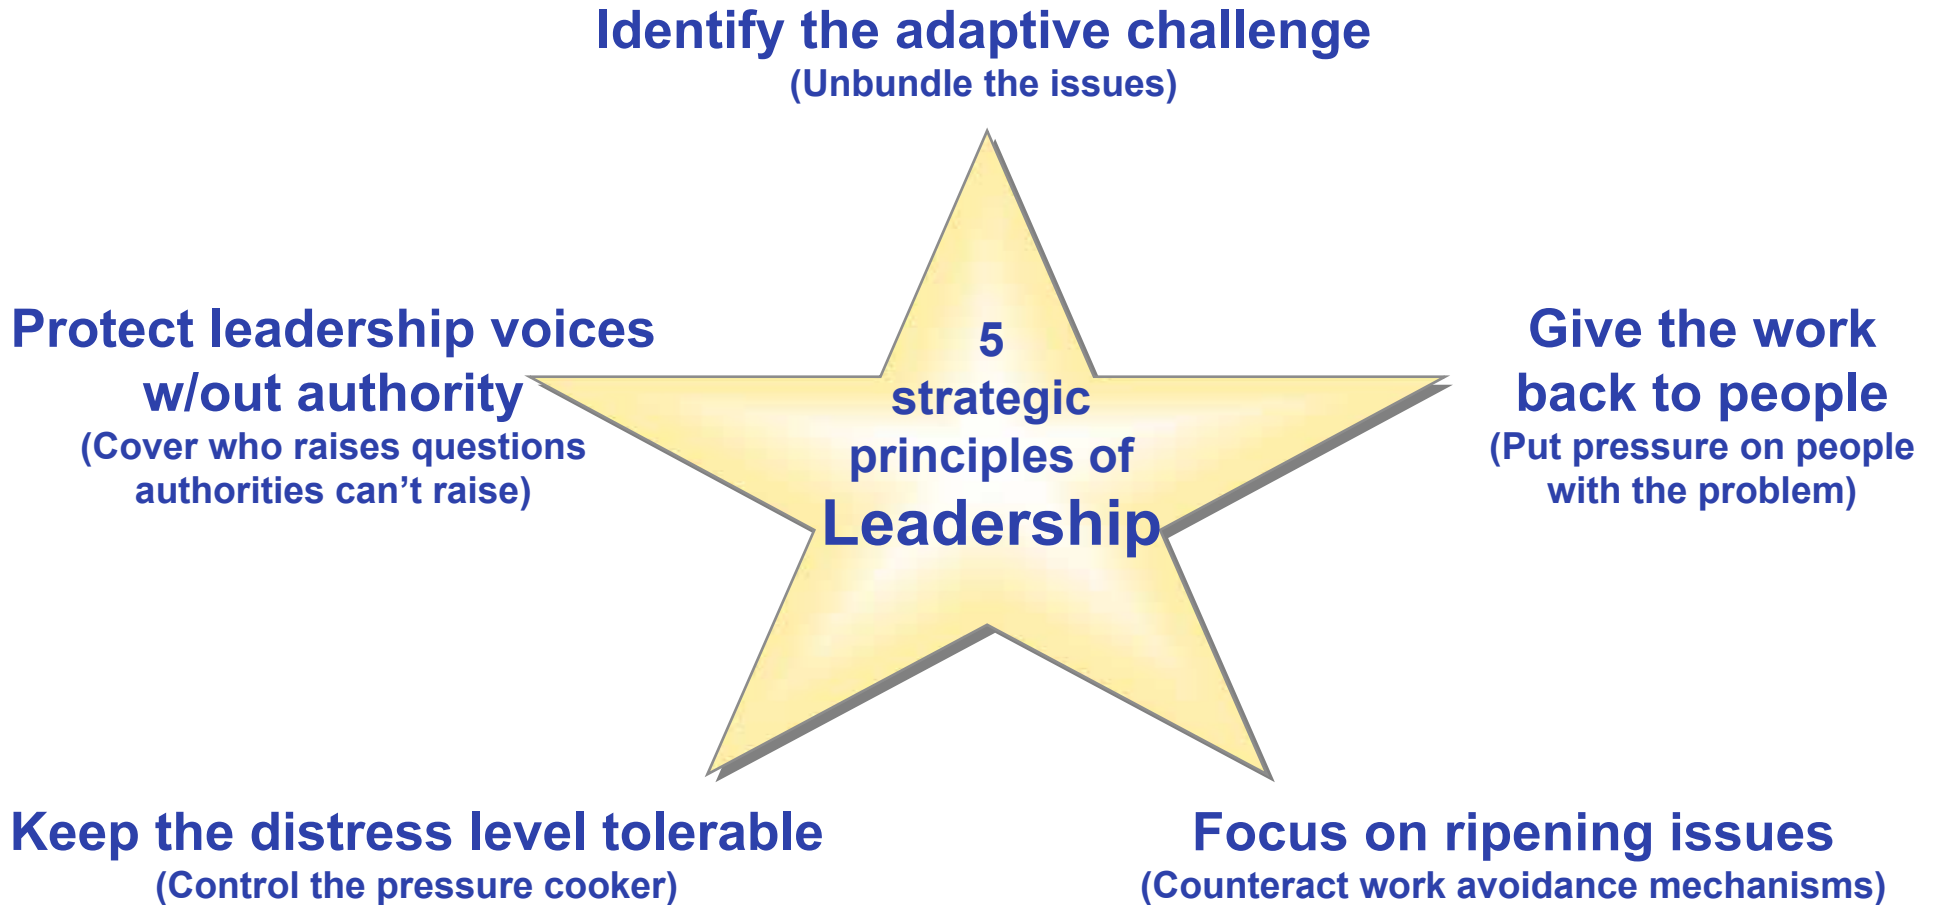 Identify the adaptive challenge
(Unbundle the issues)
Protect leadership voices
w/out authority
(Cover who raises questions
authorities can’t raise)
5
strategic
principles of
Leadership
Give the work
back to people
(Put pressure on people
with the problem)
Keep the distress level tolerable
(Control the pressure cooker)
Focus on ripening issues
(Counteract work avoidance mechanisms)